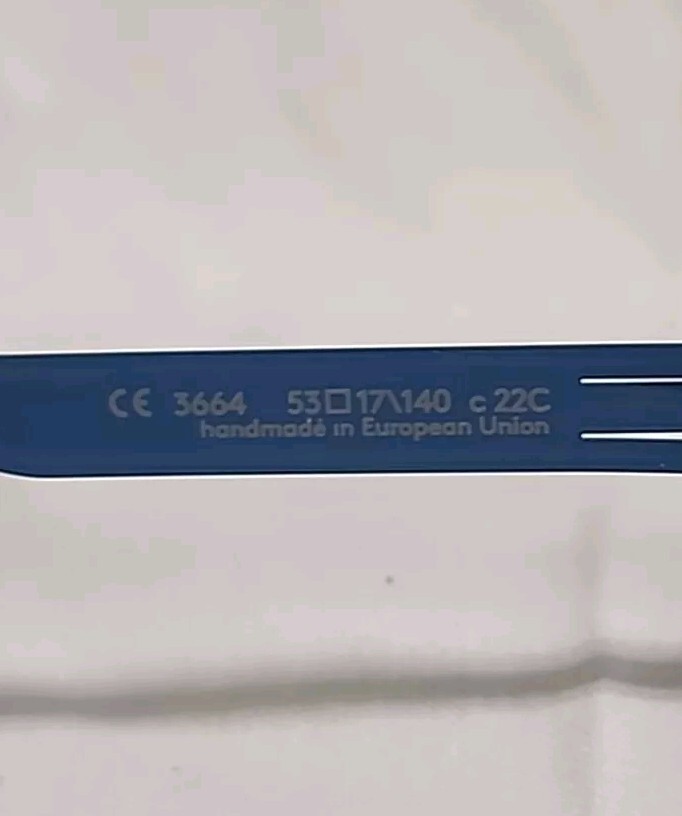 CE 3664 53□17\140 c 22C
handmade in European Union